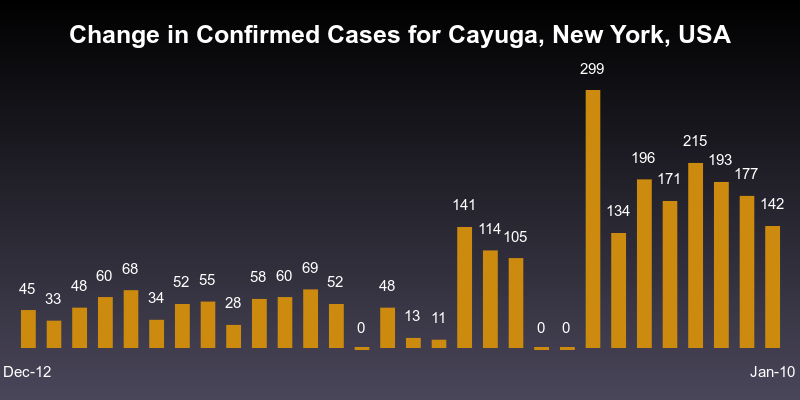 Change in Confirmed Cases for Cayuga, New York, USA
45 33 48 60 68 34 52 55 28 58 60 69 52 0 48 13 11 141 114 105 0 0 299 134 196 171 215 193 177 142
Dec-12 Jan-10